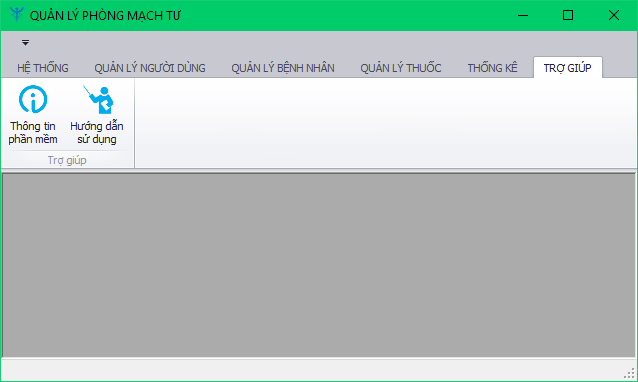 QUẢN LÝ PHÒNG MẠCH TƯ
HỆ THỐNG QUẢN LÝ NGƯỜI DÙNG QUẢN LÝ BỆNH NHÂN QUẢN LÝ THUỐC THỐNG KÊ TRỢ GIÚP
Thông tin
phần mềm
Hướng dẫn
sử dụng
Trợ giúp